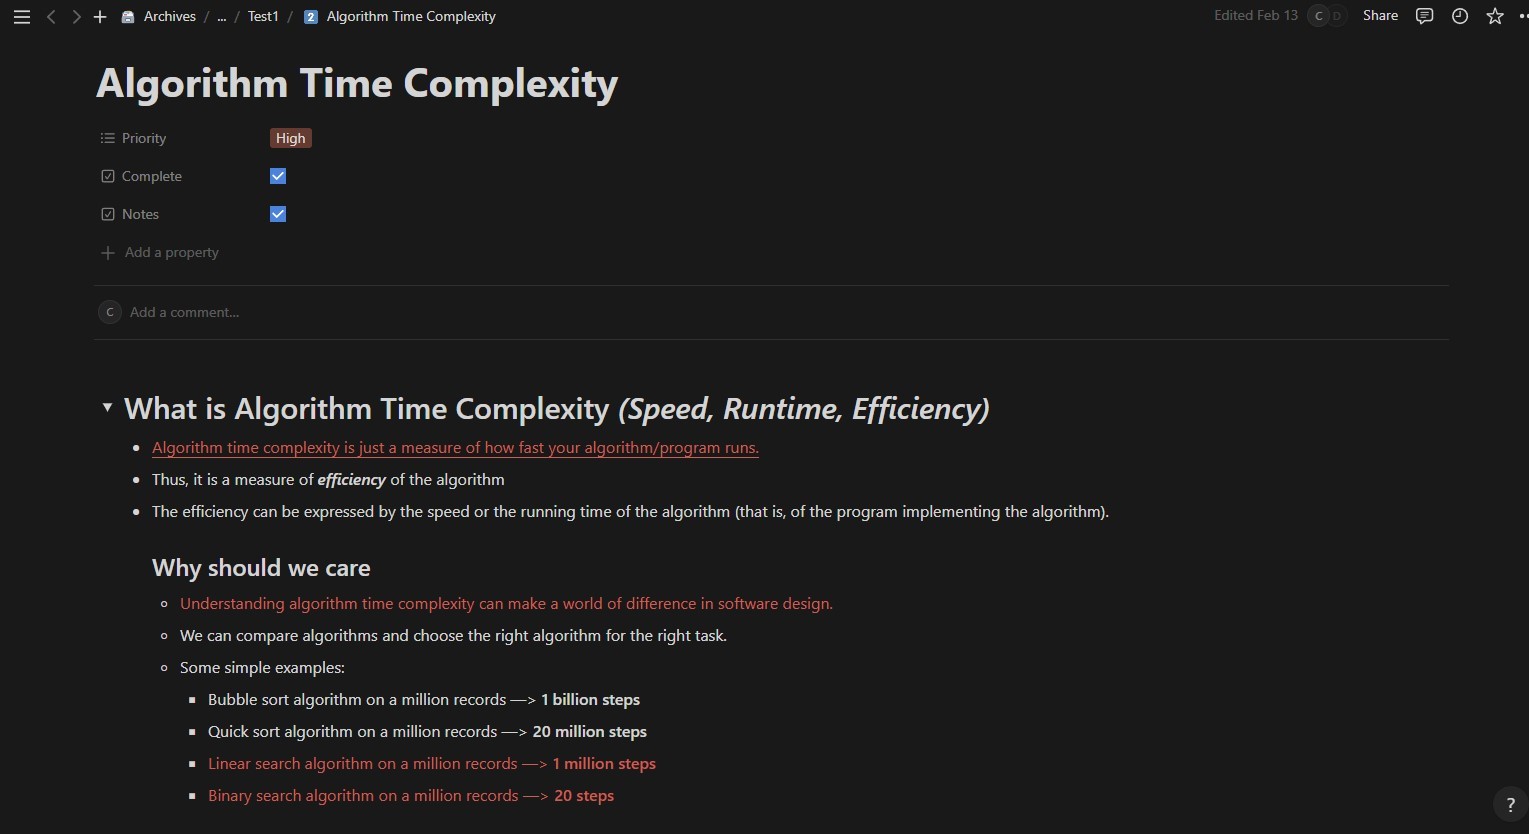 Archives / ... / Test1 / 2 Algorithm Time Complexity
Edited Feb 13 C D Share
Algorithm Time Complexity
Priority High
Complete
Notes
Add a property
C Add a comment...
What is Algorithm Time Complexity (Speed, Runtime, Efficiency)
Algorithm time complexity is just a measure of how fast your algorithm/program runs.
Thus, it is a measure of efficiency of the algorithm
The efficiency can be expressed by the speed or the running time of the algorithm (that is, of the program implementing the algorithm).
Why should we care
Understanding algorithm time complexity can make a world of difference in software design.
We can compare algorithms and choose the right algorithm for the right task.
Some simple examples:
Bubble sort algorithm on a million records —> 1 billion steps
Quick sort algorithm on a million records —> 20 million steps
Linear search algorithm on a million records —> 1 million steps
Binary search algorithm on a million records —> 20 steps
?